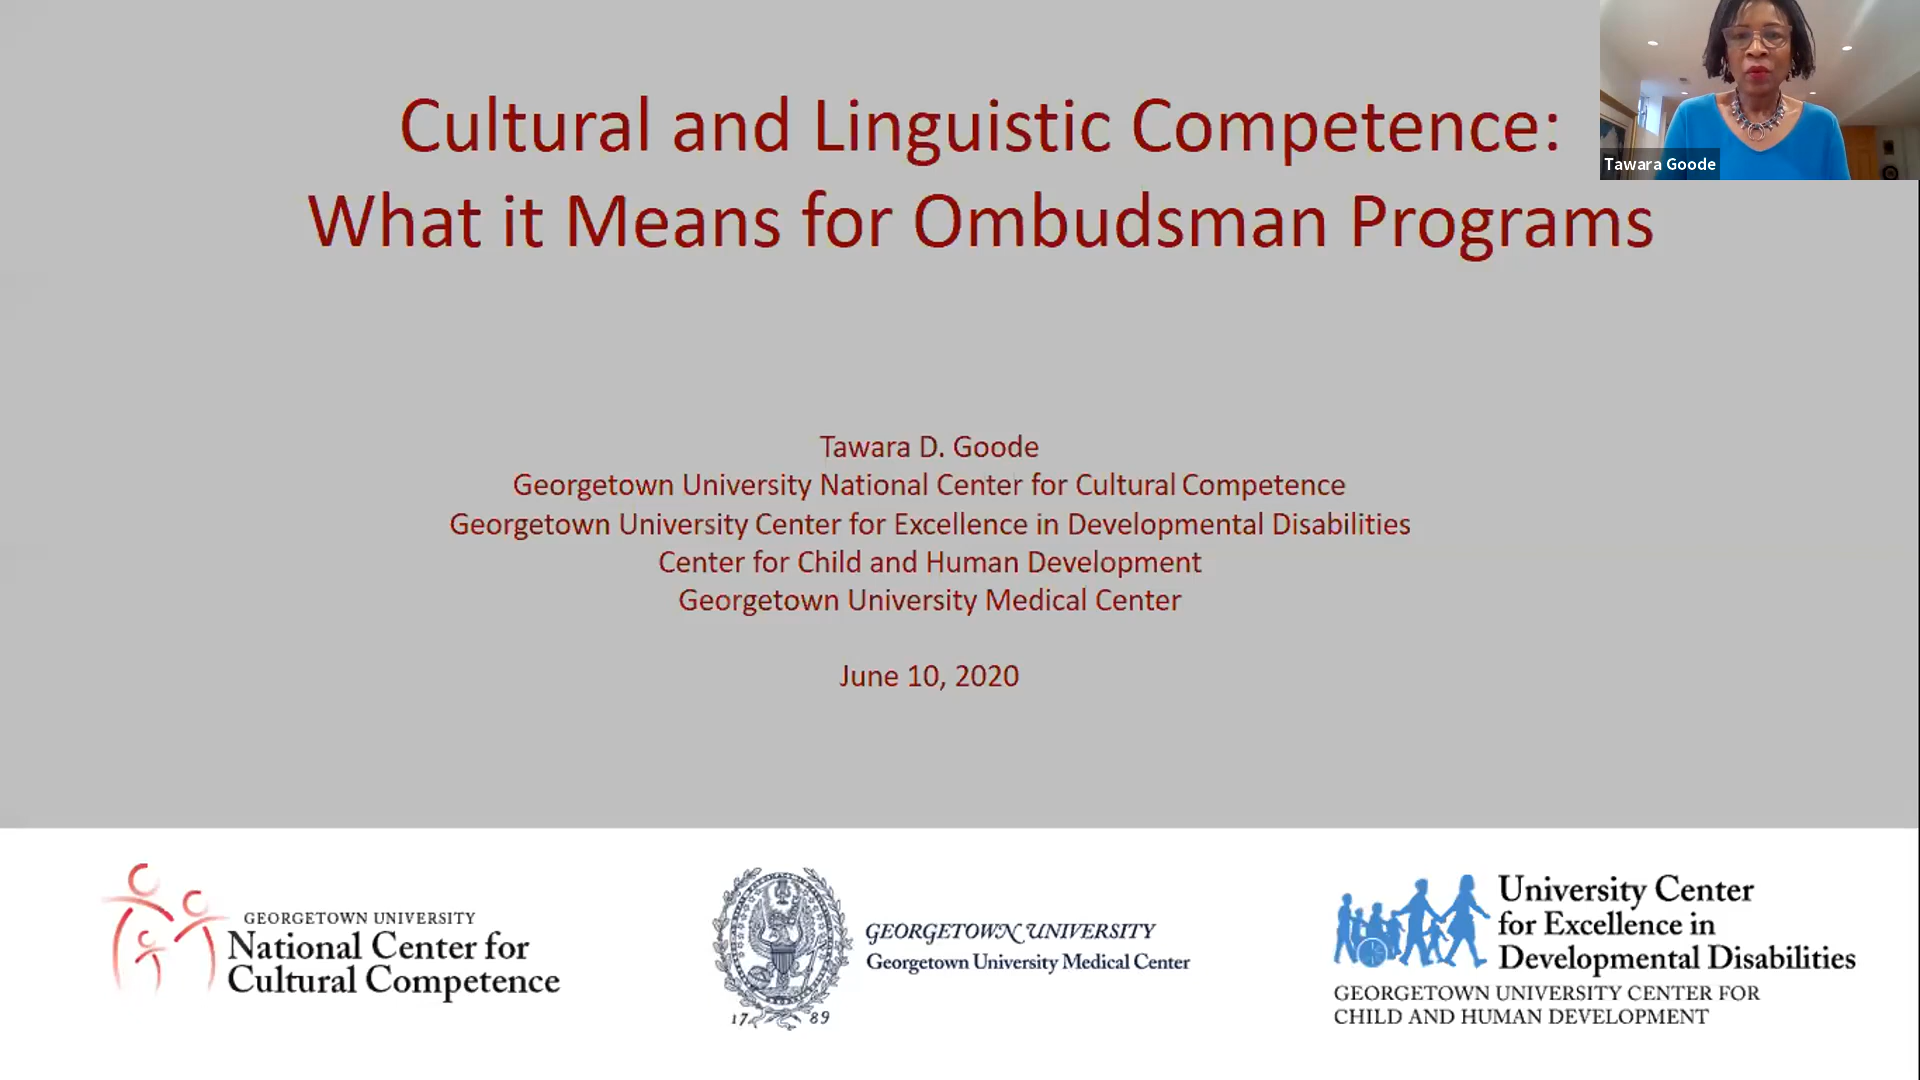 Cultural and Linguistic Competence:
What it Means for Ombudsman Programs
Tawara Goode
Tawara D. Goode
Georgetown University National Center for Cultural Competence
Georgetown University Center for Excellence in Developmental Disabilities
Center for Child and Human Development
Georgetown University Medical Center
June 10, 2020
GEORGETOWN UNIVERSITY
National Center for
Cultural Competence
17 89
GEORGETOWN UNIVERSITY
Georgetown University Medical Center
University Center
for Excellence in
Developmental Disabilities
GEORGETOWN UNIVERSITY CENTER FOR
CHILD AND HUMAN DEVELOPMENT